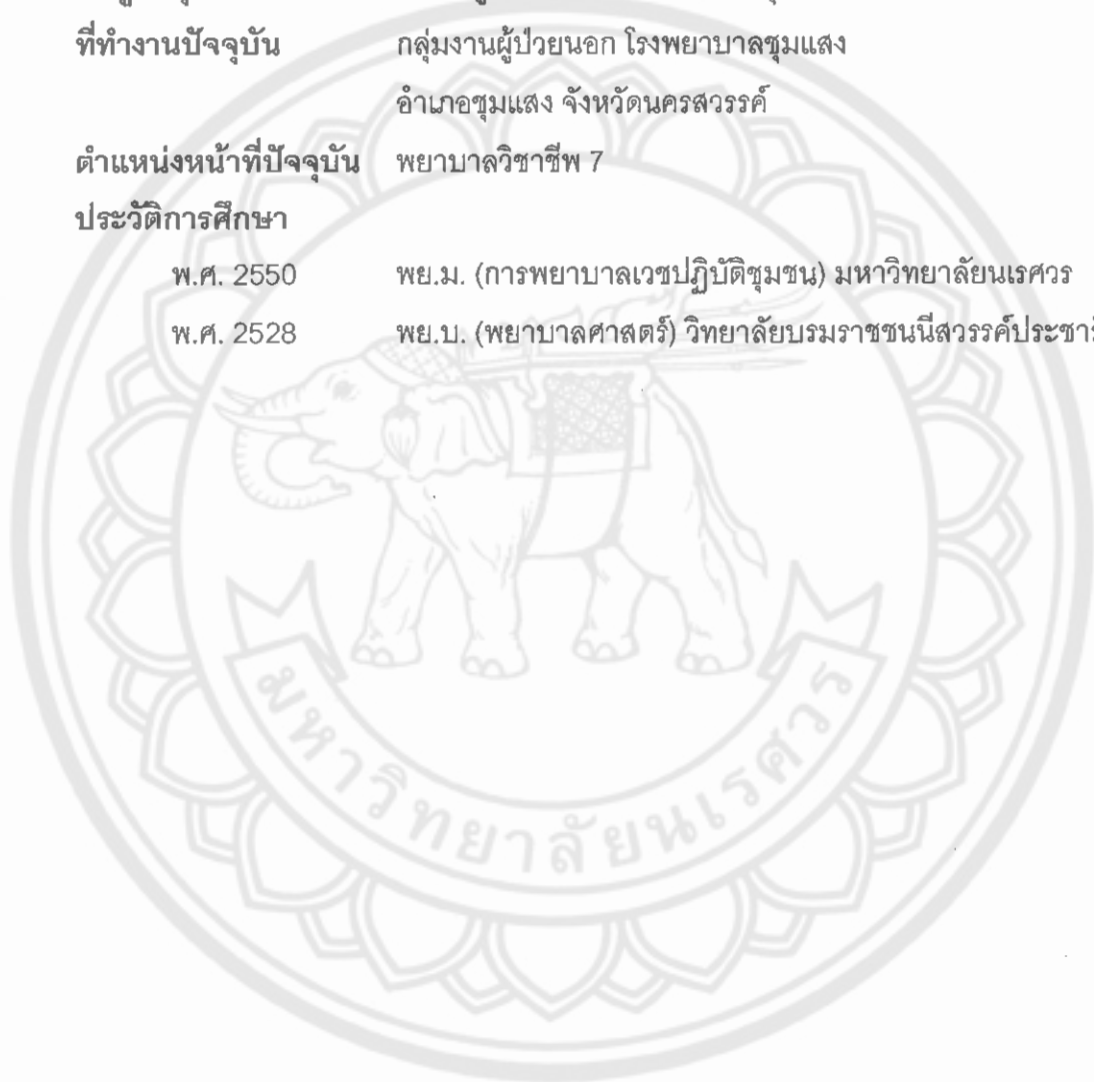 ที่ทำงานปัจจุบัน กลุ่มงานผู้ป่วยนอก โรงพยาบาลชุมแสง
อำเภอชุมแสง จังหวัดนครสวรรค์
ตำแหน่งหน้าที่ปัจจุบัน พยาบาลวิชาชีพ 7
ประวัติการศึกษา
พ.ศ. 2550 พย.ม. (การพยาบาลเวชปฏิบัติชุมชน) มหาวิทยาลัยนเรศวร
พ.ศ. 2528 พย.บ. (พยาบาลศาสตร์) วิทยาลัยบรมราชชนนีสวรรค์
มหาวิทยาลัยนเรศวร